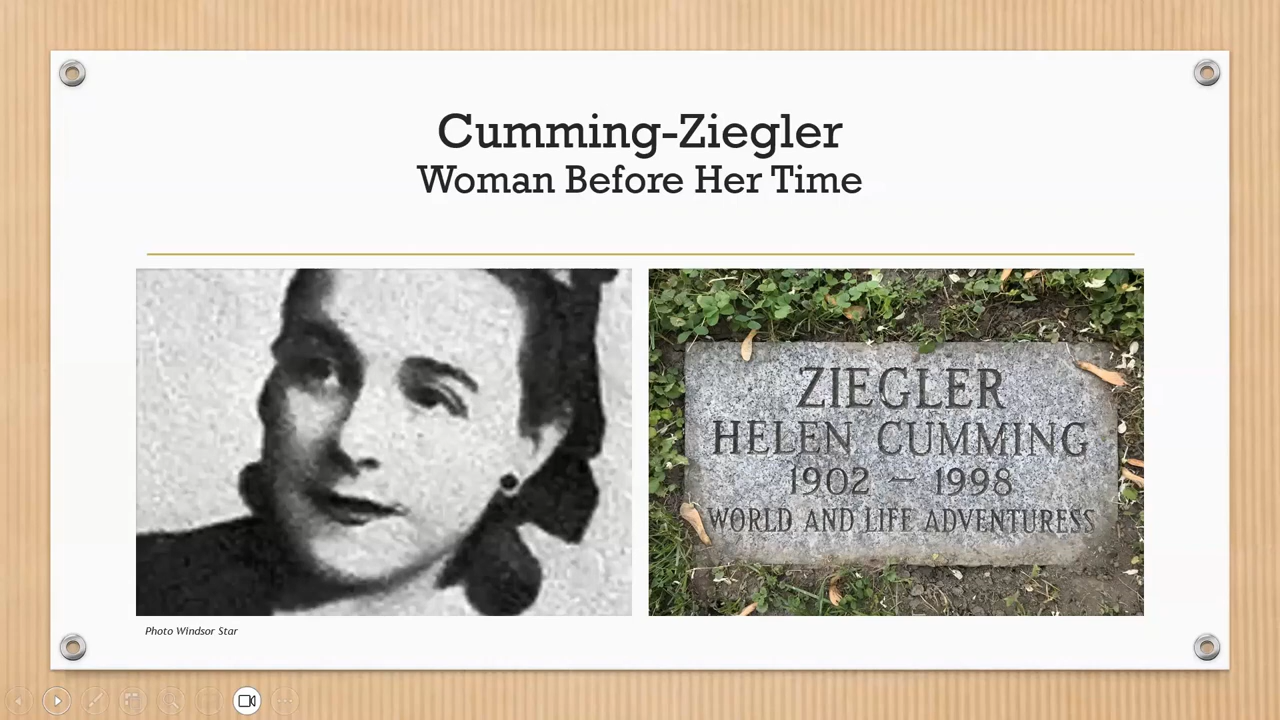 Cumming-Ziegler
Woman Before Her Time
ZIEGLER
HELEN CUMMING
1902 — 1998
WORLD AND LIFE ADVENTURESS
Photo Windsor Star